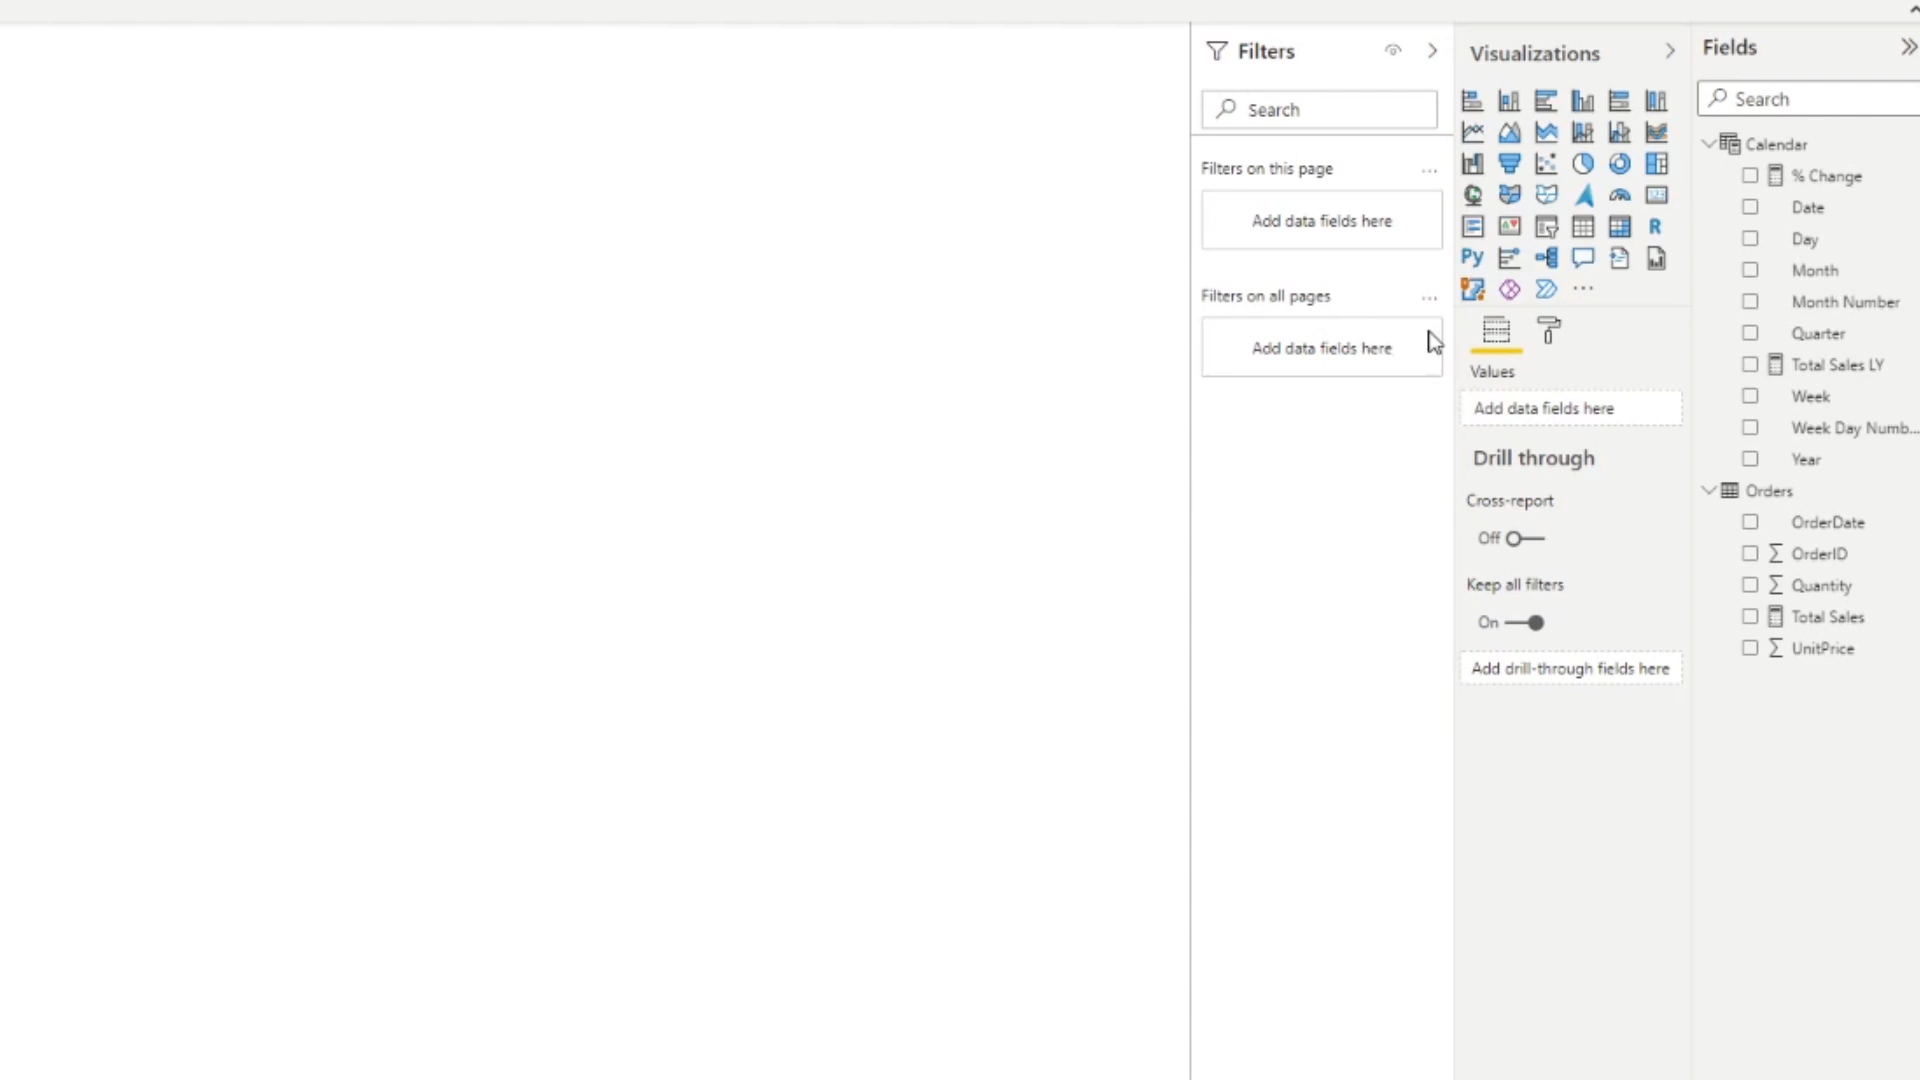 Filters
Search
Filters on this page
...
Add data fields here
Filters on all pages
...
Add data fields here
Visualizations
R
Py
...
Values
Add data fields here
Drill through
Cross-report
Off
Keep all filters
On
Add drill-through fields here
Fields
Search
Calendar
% Change
Date
Day
Month
Month Number
Quarter
Total Sales LY
Week
Week Day Numb...
Year
Orders
OrderDate
∑ OrderID
∑ Quantity
Total Sales
∑ UnitPrice